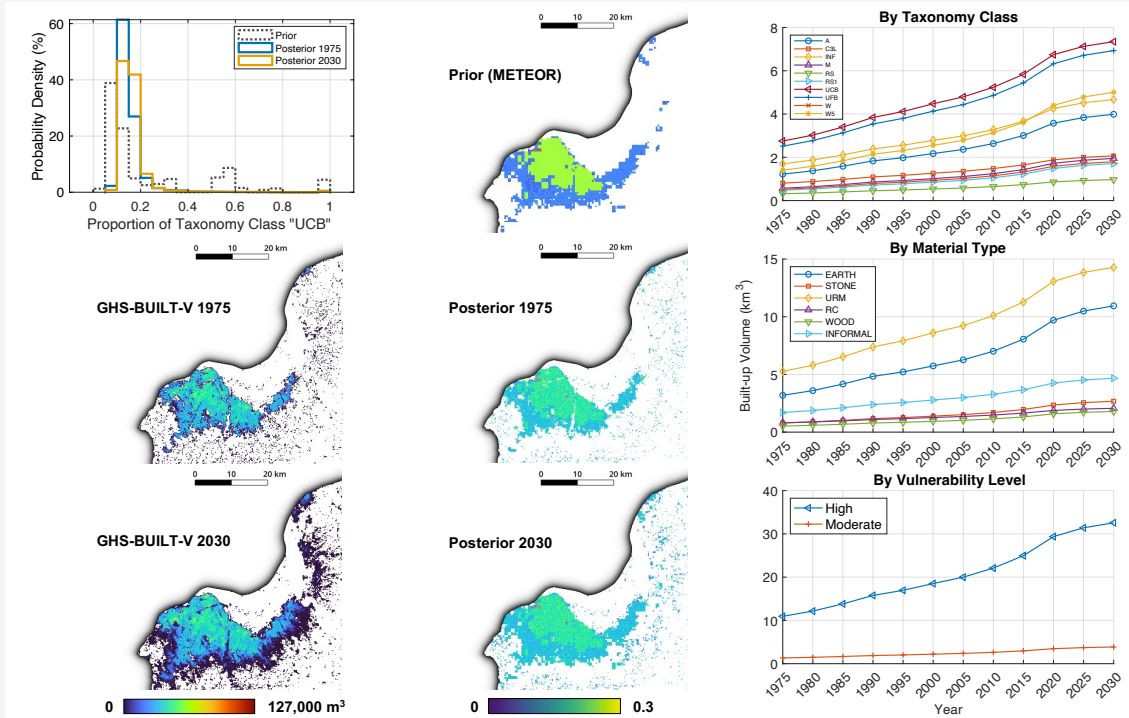 Probability Density (%)
60
40
20
0
0
0.2
0.4
0.6
0.8
1
Proportion of Taxonomy Class "UCB"
Prior
Posterior 1975
Posterior 2030
0 10 20 km
Prior (METEOR)
By Taxonomy Class
8
6
4
2
0
A
C3L
INF
M
RS
RS1
UCB
UFB
W
W5
1975 1980 1985 1990 1995 2000 2005 2010 2015 2020 2025 2030
0 10 20 km
GHS-BUILT-V 1975
0 10 20 km
Posterior 1975
By Material Type
Built-up Volume (km³)
15
10
5
0
EARTH
STONE
URM
RC
WOOD
INFORMAL
1975 1980 1985 1990 1995 2000 2005 2010 2015 2020 2025 2030
0 10 20 km
GHS-BUILT-V 2030
0 127,000 m³
0 10 20 km
Posterior 2030
0 0.3
By Vulnerability Level
40
30
20
10
0
High
Moderate
1975 1980 1985 1990 1995 2000 2005 2010 2015 2020 2025 2030
Year